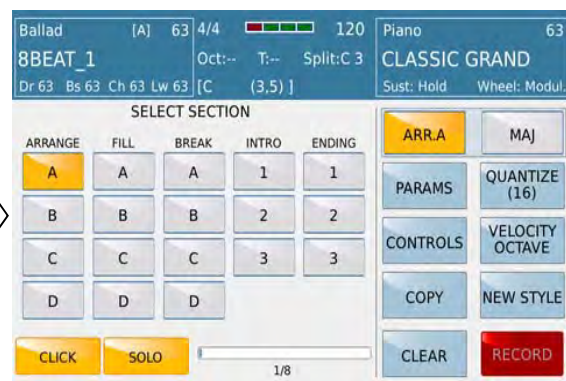 Ballad [A] 63 4/4 120 Piano 63
8BEAT_1 Oct:-- T:-- Split:C 3 CLASSIC GRAND
Dr 63 Bs 63 Ch 63 Lw 63 [C (3,5) ] Sust: Hold Wheel: Modul.
SELECT SECTION
ARRANGE FILL BREAK INTRO ENDING
A A A 1 1
B B B 2 2
C C C 3 3
D D D
CLICK SOLO 1/8
ARR.A MAJ
PARAMS QUANTIZE
(16)
CONTROLS VELOCITY
OCTAVE
COPY NEW STYLE
CLEAR RECORD